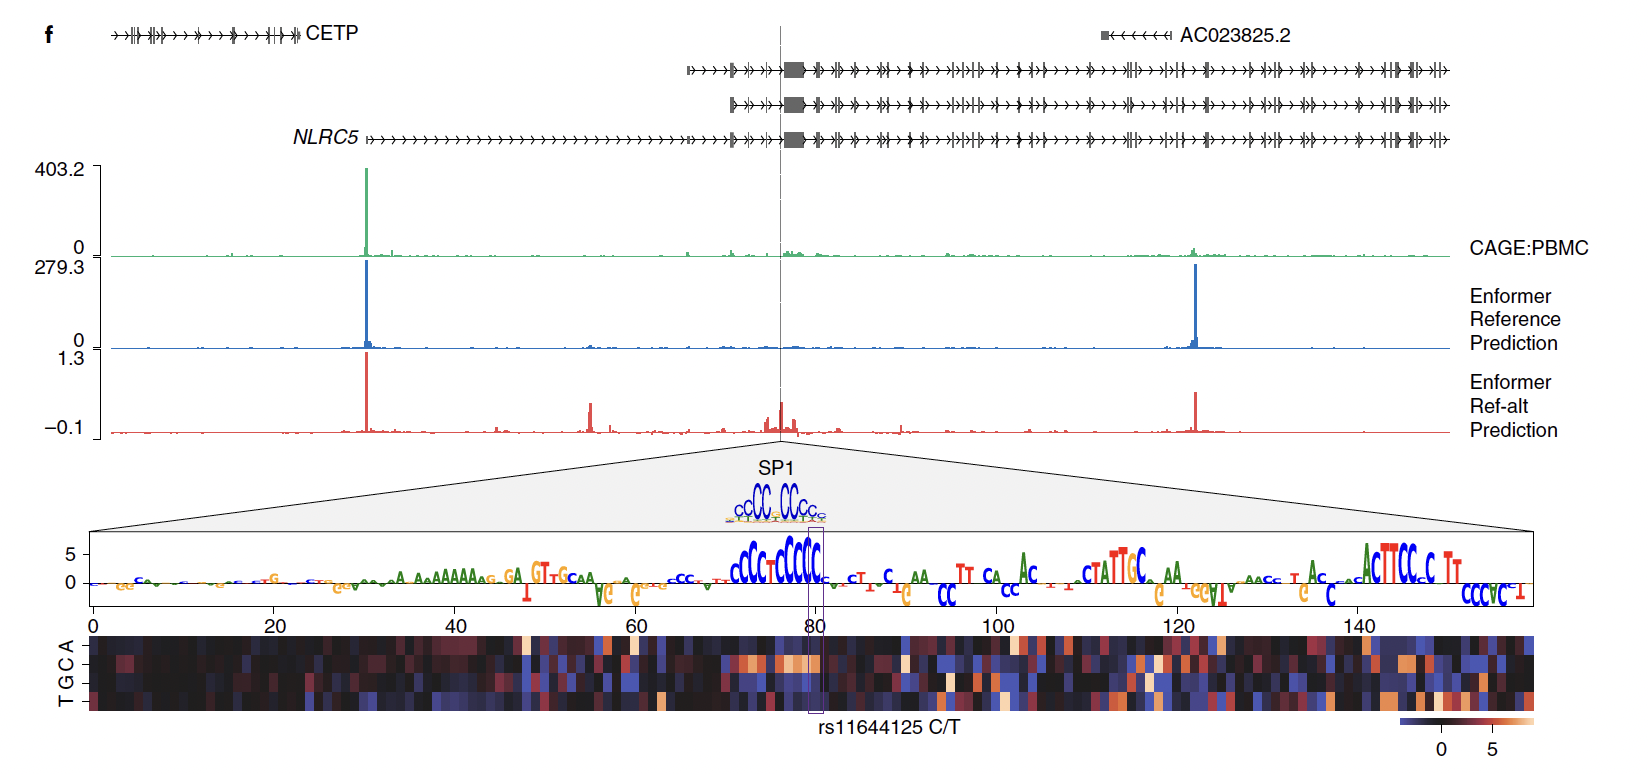 f
CETP
AC023825.2
NLRC5
403.2
0
CAGE:PBMC
279.3
0
Enformer
Reference
Prediction
1.3
–0.1
Enformer
Ref-alt
Prediction
SP1
5
0
0 20 40 60 80 100 120 140
A
C
G
T
rs11644125 C/T
0 5